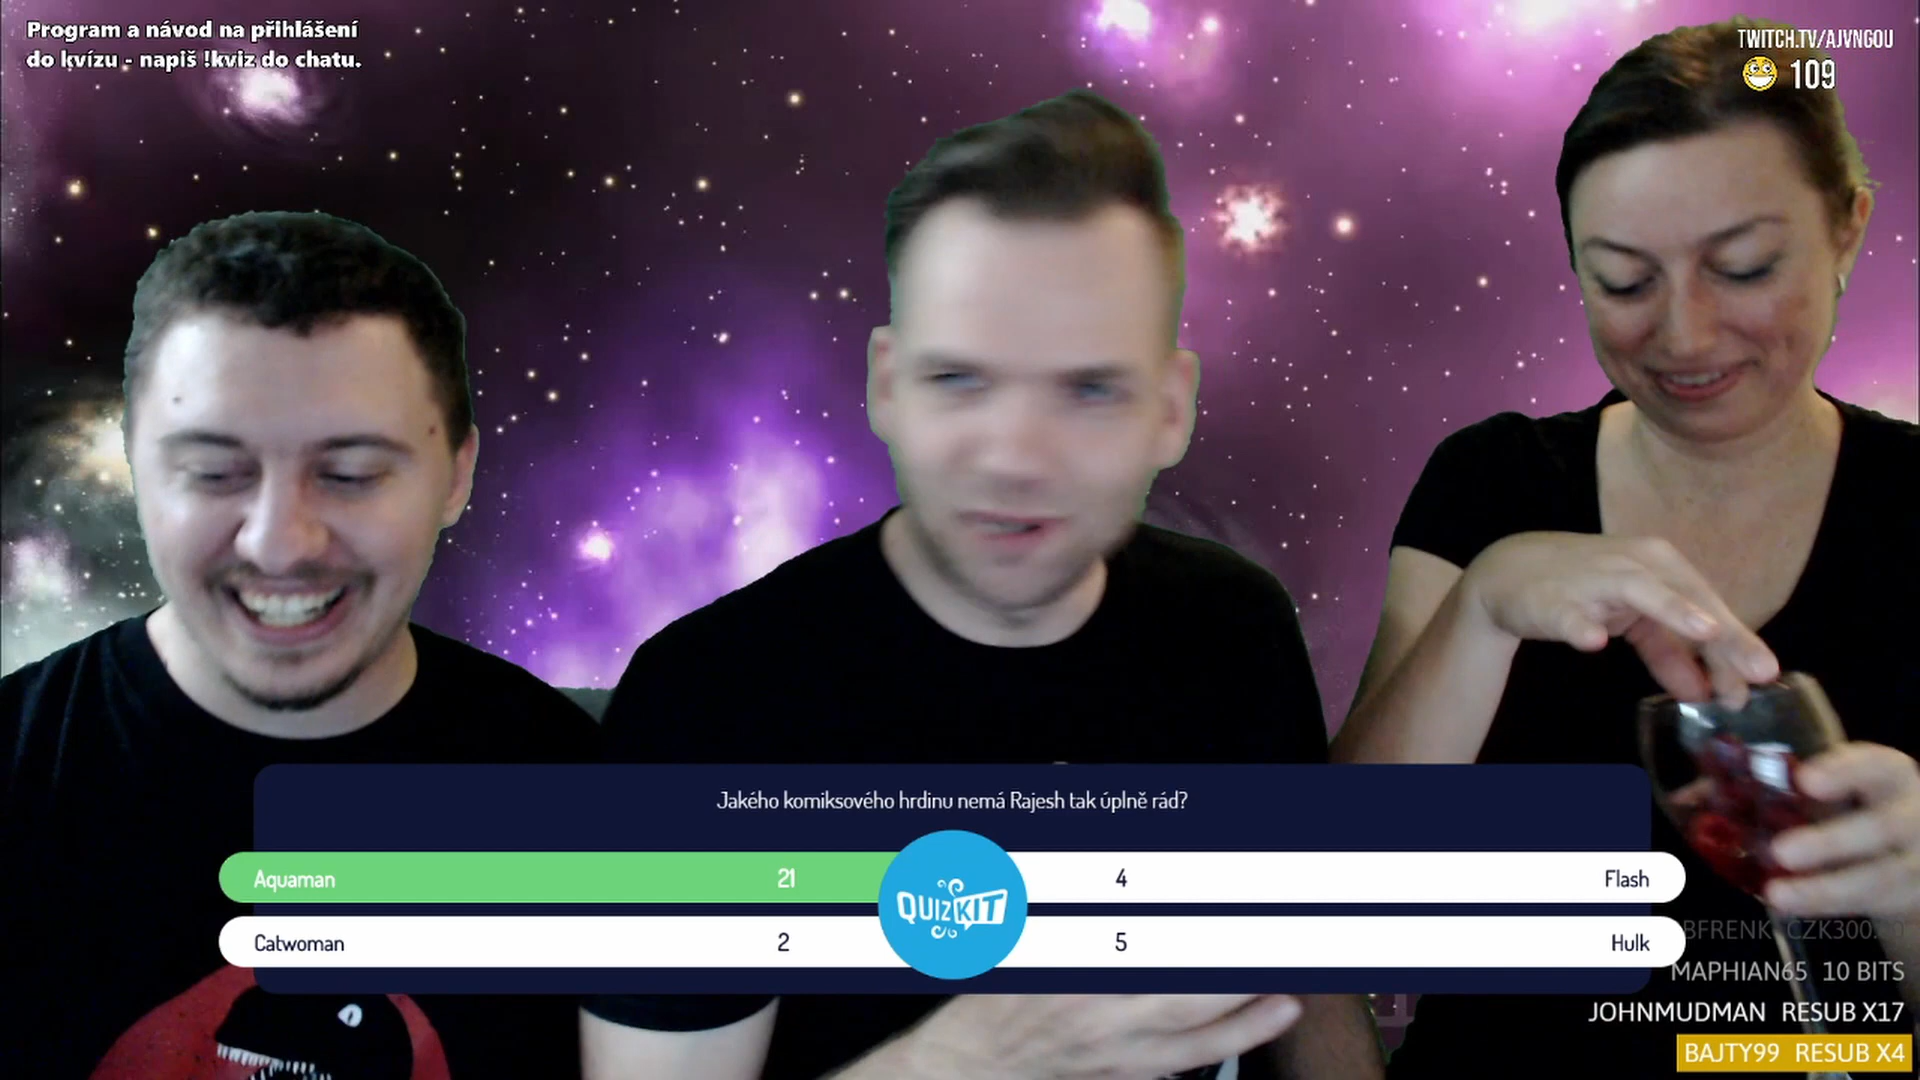 Program a návod na přihlášení
do kvízu - napiš !kviz do chatu.
TWITCH.TV/AJVNGOU
109
Jakého komiksového hrdinu nemá Rajesh tak úplně rád?
Aquaman 21
4 Flash
QUIZKIT
Catwoman 2
5 Hulk
MAPHIAN65 10 BITS
JOHNMUDMAN RESUB X17
BAJTY99 RESUB X4